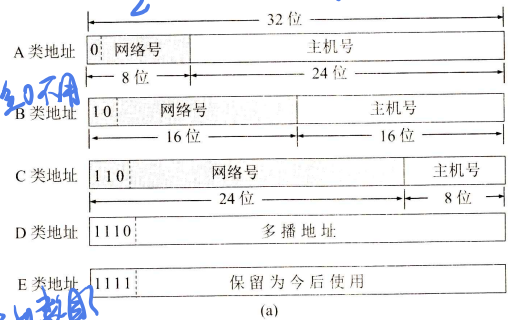 32 位
A 类地址 0 网络号 主机号
8 位 24 位
全0不用
B 类地址 10 网络号 主机号
16 位 16 位
C 类地址 110 网络号 主机号
24 位 8 位
D 类地址 1110 多播地址
E 类地址 1111 保留为今后使用
(a)